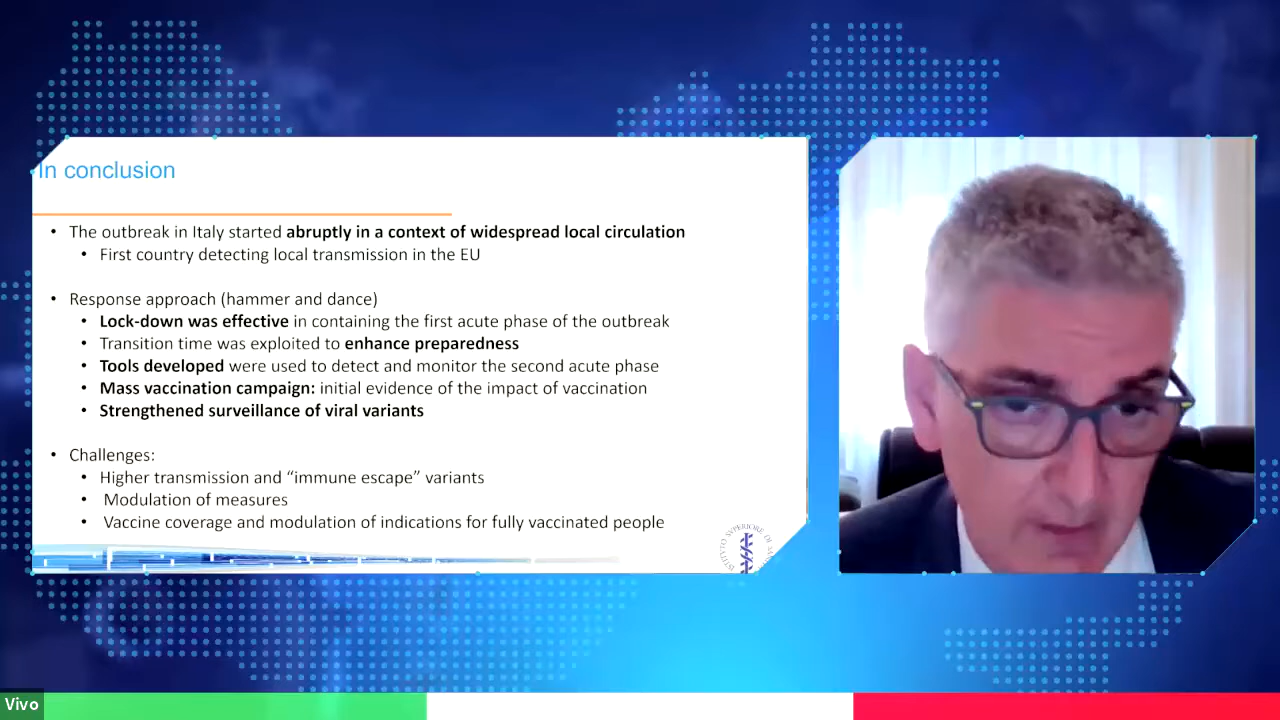 In conclusion
• The outbreak in Italy started abruptly in a context of widespread local circulation
• First country detecting local transmission in the EU
• Response approach (hammer and dance)
• Lock-down was effective in containing the first acute phase of the outbreak
• Transition time was exploited to enhance preparedness
• Tools developed were used to detect and monitor the second acute phase
• Mass vaccination campaign: initial evidence of the impact of vaccination
• Strengthened surveillance of viral variants
• Challenges:
• Higher transmission and “immune escape” variants
• Modulation of measures
• Vaccine coverage and modulation of indications for fully vaccinated people
SVPERIORE DI
Vivo